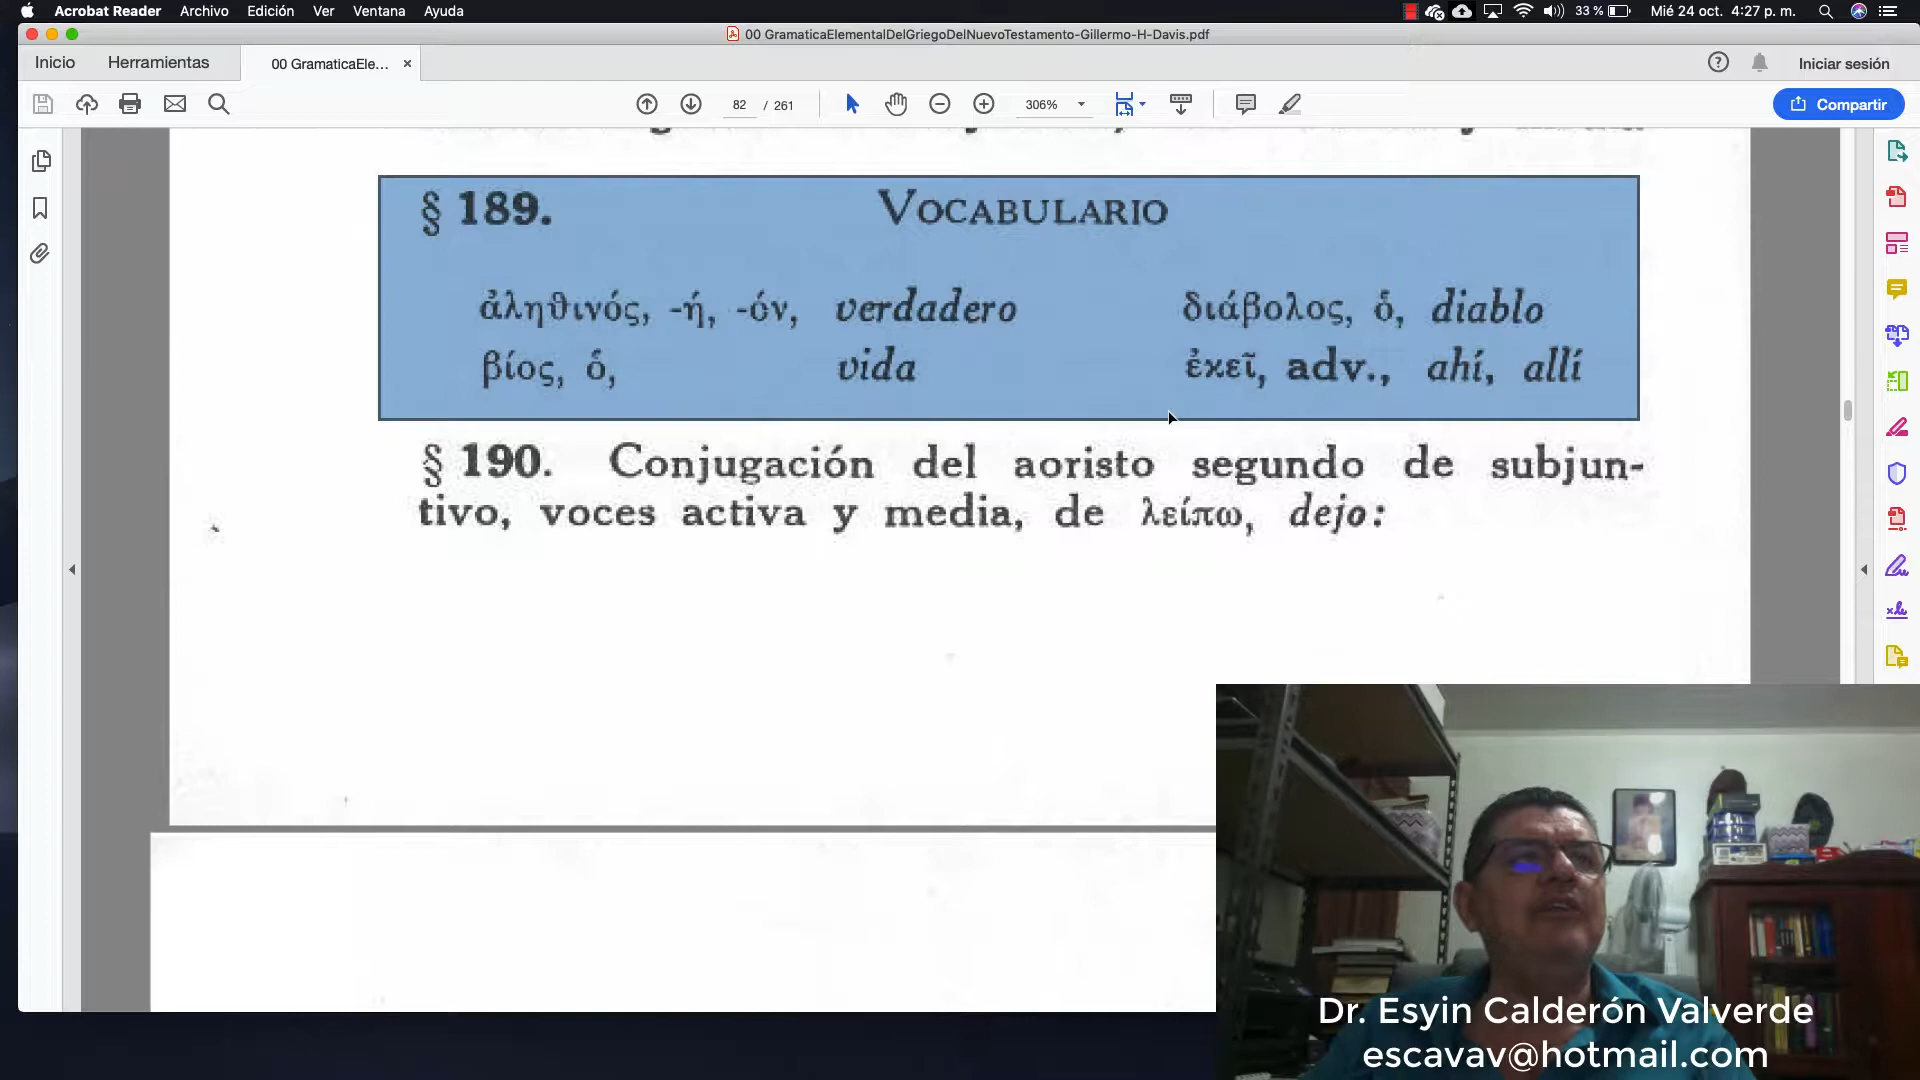 Acrobat Reader Archivo Edición Ver Ventana Ayuda 33 % Mié 24 oct. 4:27 p. m.
00 GramaticaElementalDelGriegoDelNuevoTestamento-Gillermo-H-Davis.pdf
Inicio Herramientas 00 GramaticaEle... × Iniciar sesión
82 / 261 306% Compartir
§ 189. VOCABULARIO
ἀληθινός, -ή, -όν, verdadero διάβολος, ὁ, diablo
βίος, ὁ, vida ἐκεῖ, adv., ahí, allí
§ 190. Conjugación del aoristo segundo de subjun-
tivo, voces activa y media, de λείπω, dejo:
Dr. Esyin Calderón Valverde
escavav@hotmail.com